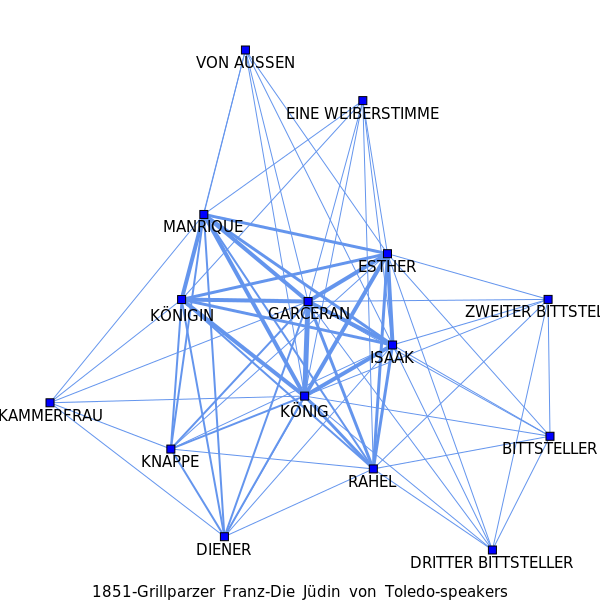 VON AUSSEN
EINE WEIBERSTIMME
MANRIQUE
ESTHER
KÖNIGIN
GARCERAN
ZWEITER BITTSTEL
ISAAK
KAMMERFRAU
KÖNIG
KNAPPE
BITTSTELLER
RAHEL
DIENER
DRITTER BITTSTELLER
1851-Grillparzer Franz-Die Jüdin von Toledo-speakers